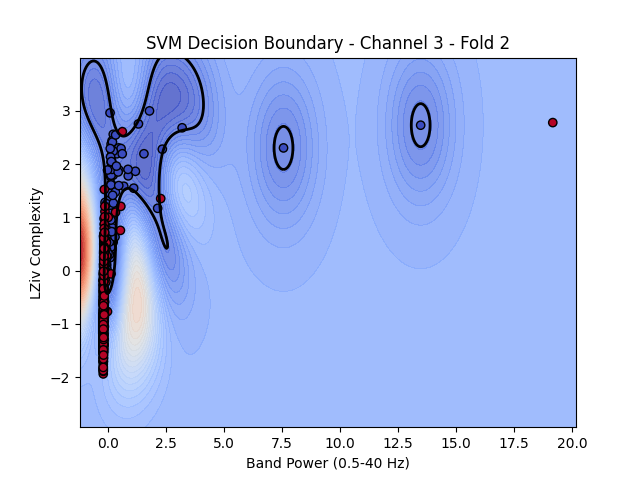 SVM Decision Boundary - Channel 3 - Fold 2
LZiv Complexity
3
2
1
0
−1
−2
0.0 2.5 5.0 7.5 10.0 12.5 15.0 17.5 20.0
Band Power (0.5-40 Hz)